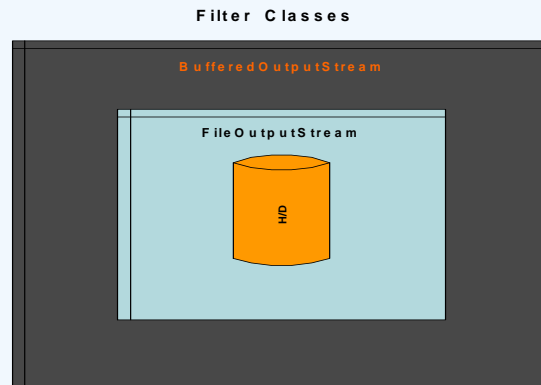 Filter Classes
BufferedOutputStream
FileOutputStream
H/D